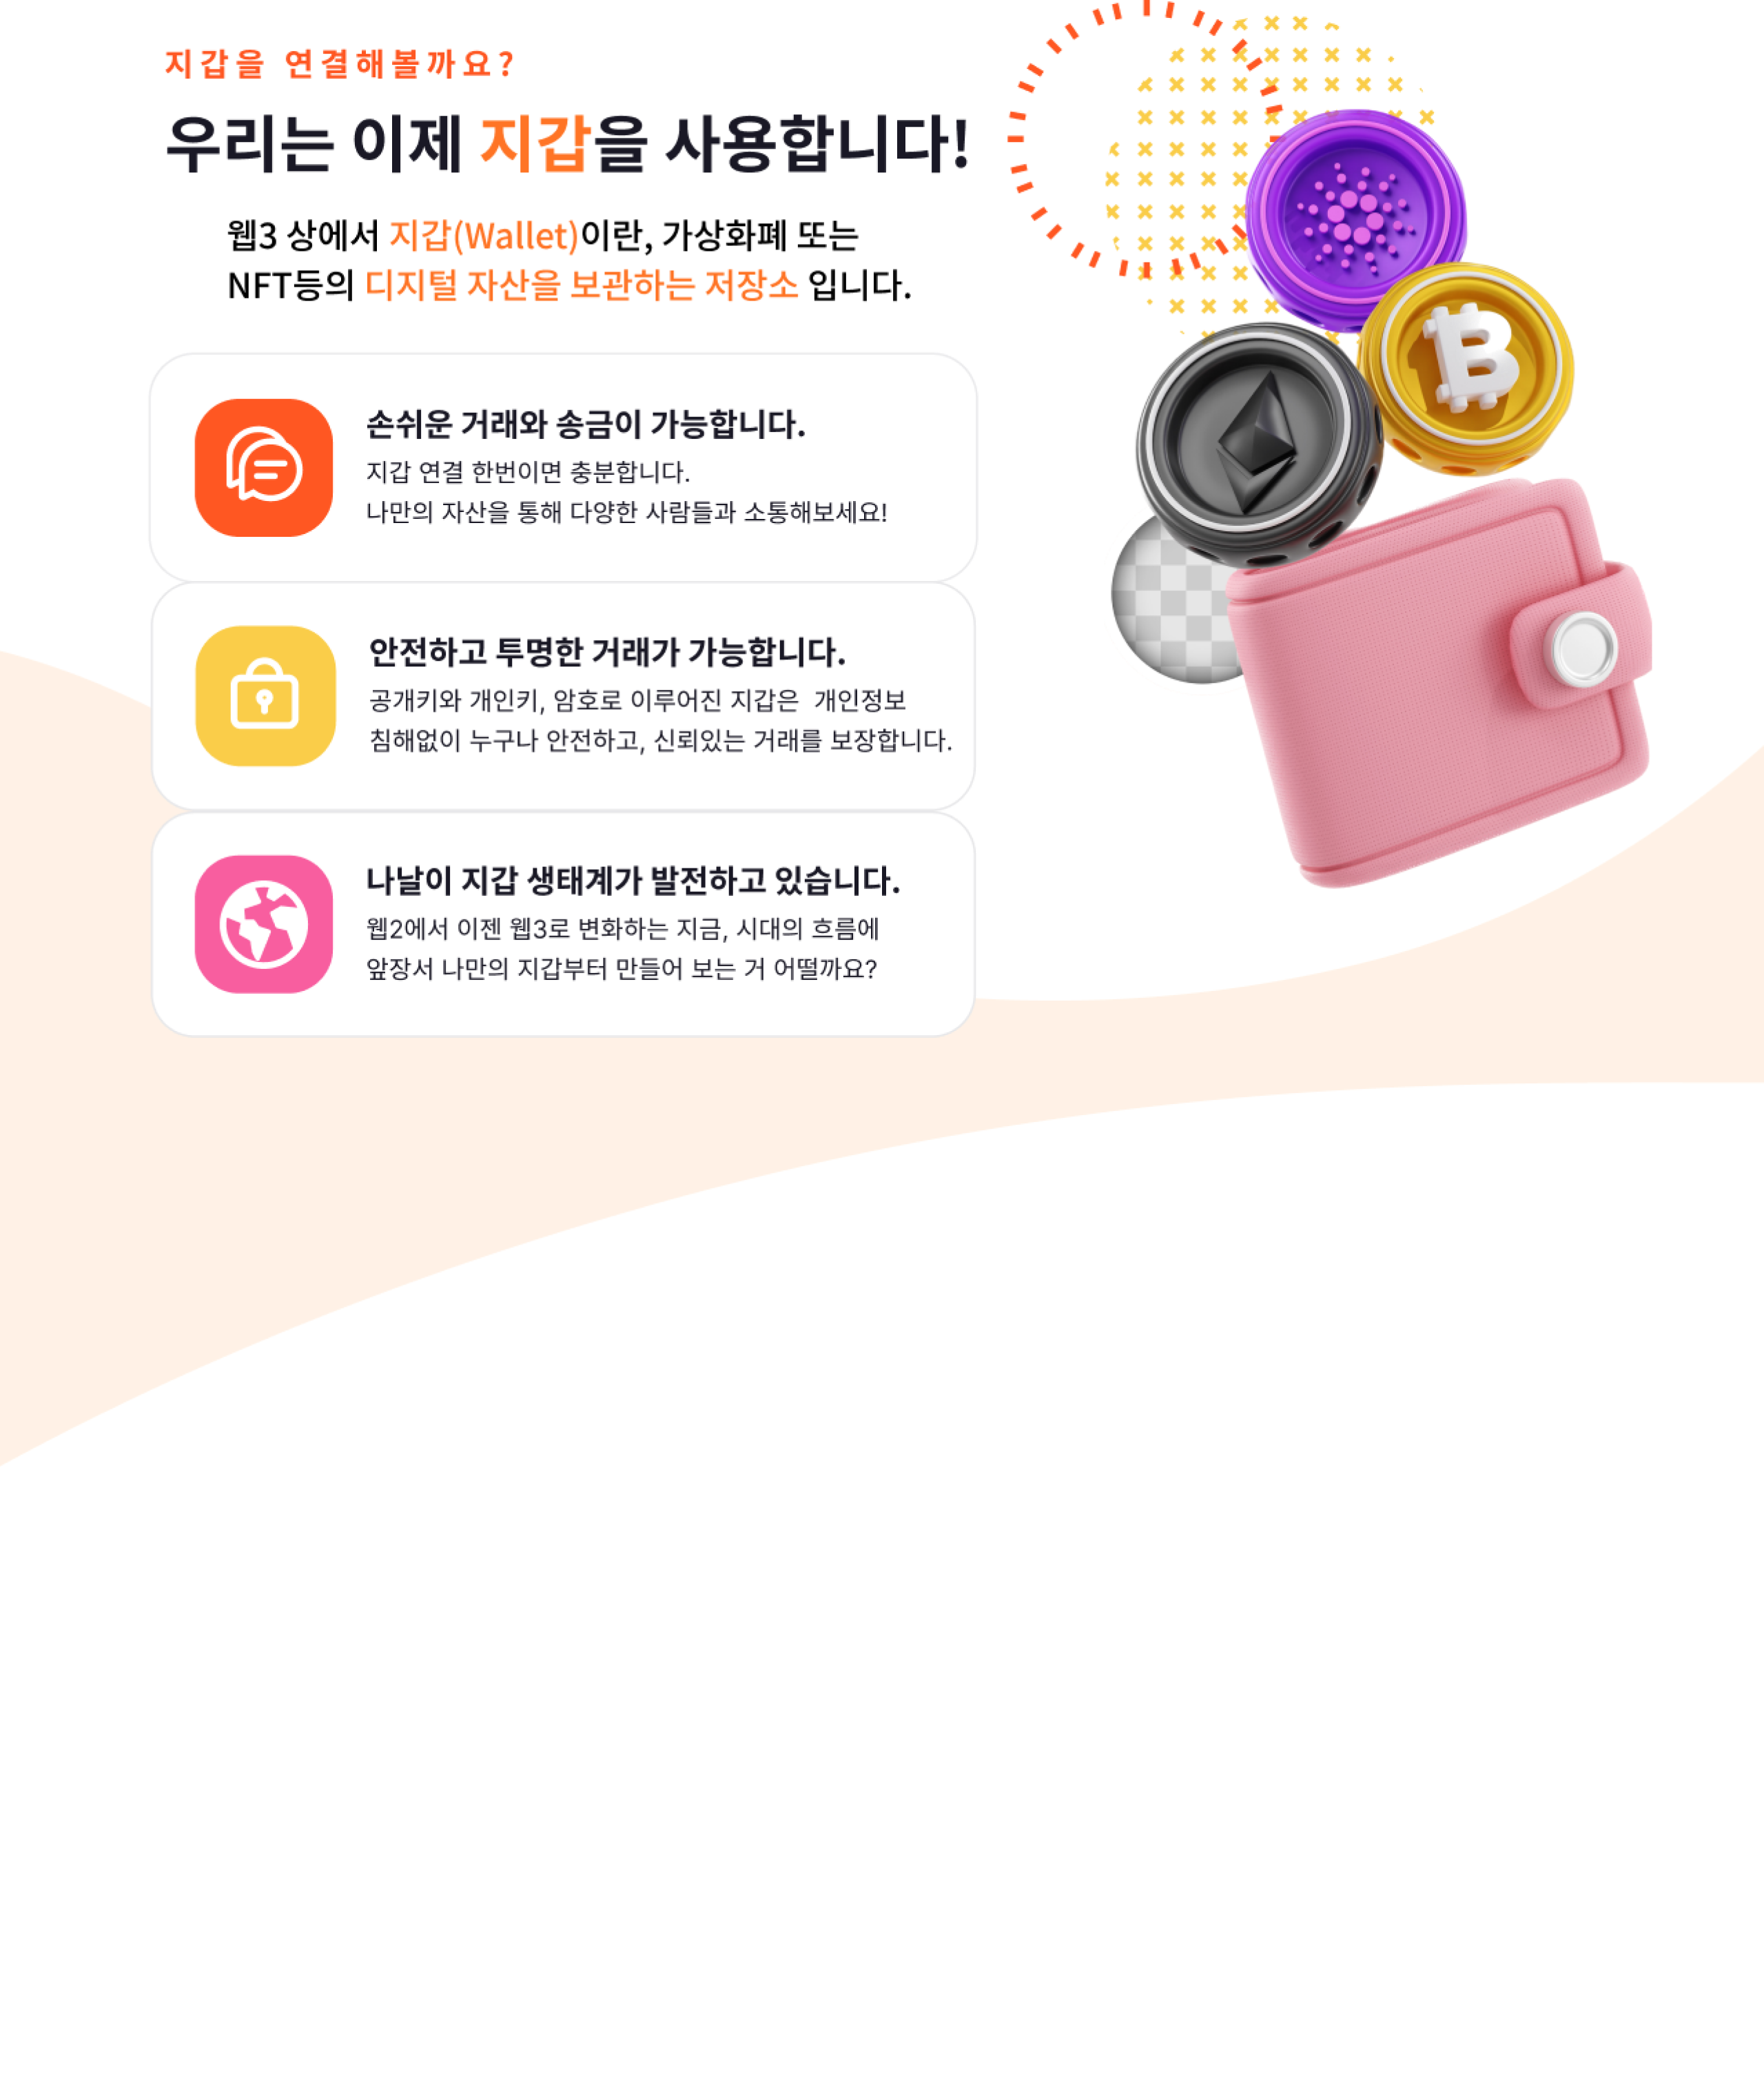 지갑을 연결해볼까요?
우리는 이제 지갑을 사용합니다!
웹3 상에서 지갑(Wallet)이란, 가상화폐 또는
NFT등의 디지털 자산을 보관하는 저장소 입니다.
손쉬운 거래와 송금이 가능합니다.
지갑 연결 한번이면 충분합니다.
나만의 자산을 통해 다양한 사람들과 소통해보세요!
안전하고 투명한 거래가 가능합니다.
공개키와 개인키, 암호로 이루어진 지갑은  개인정보
침해없이 누구나 안전하고, 신뢰있는 거래를 보장합니다.
나날이 지갑 생태계가 발전하고 있습니다.
웹2에서 이젠 웹3로 변화하는 지금, 시대의 흐름에
앞장서 나만의 지갑부터 만들어 보는 거 어떨까요?